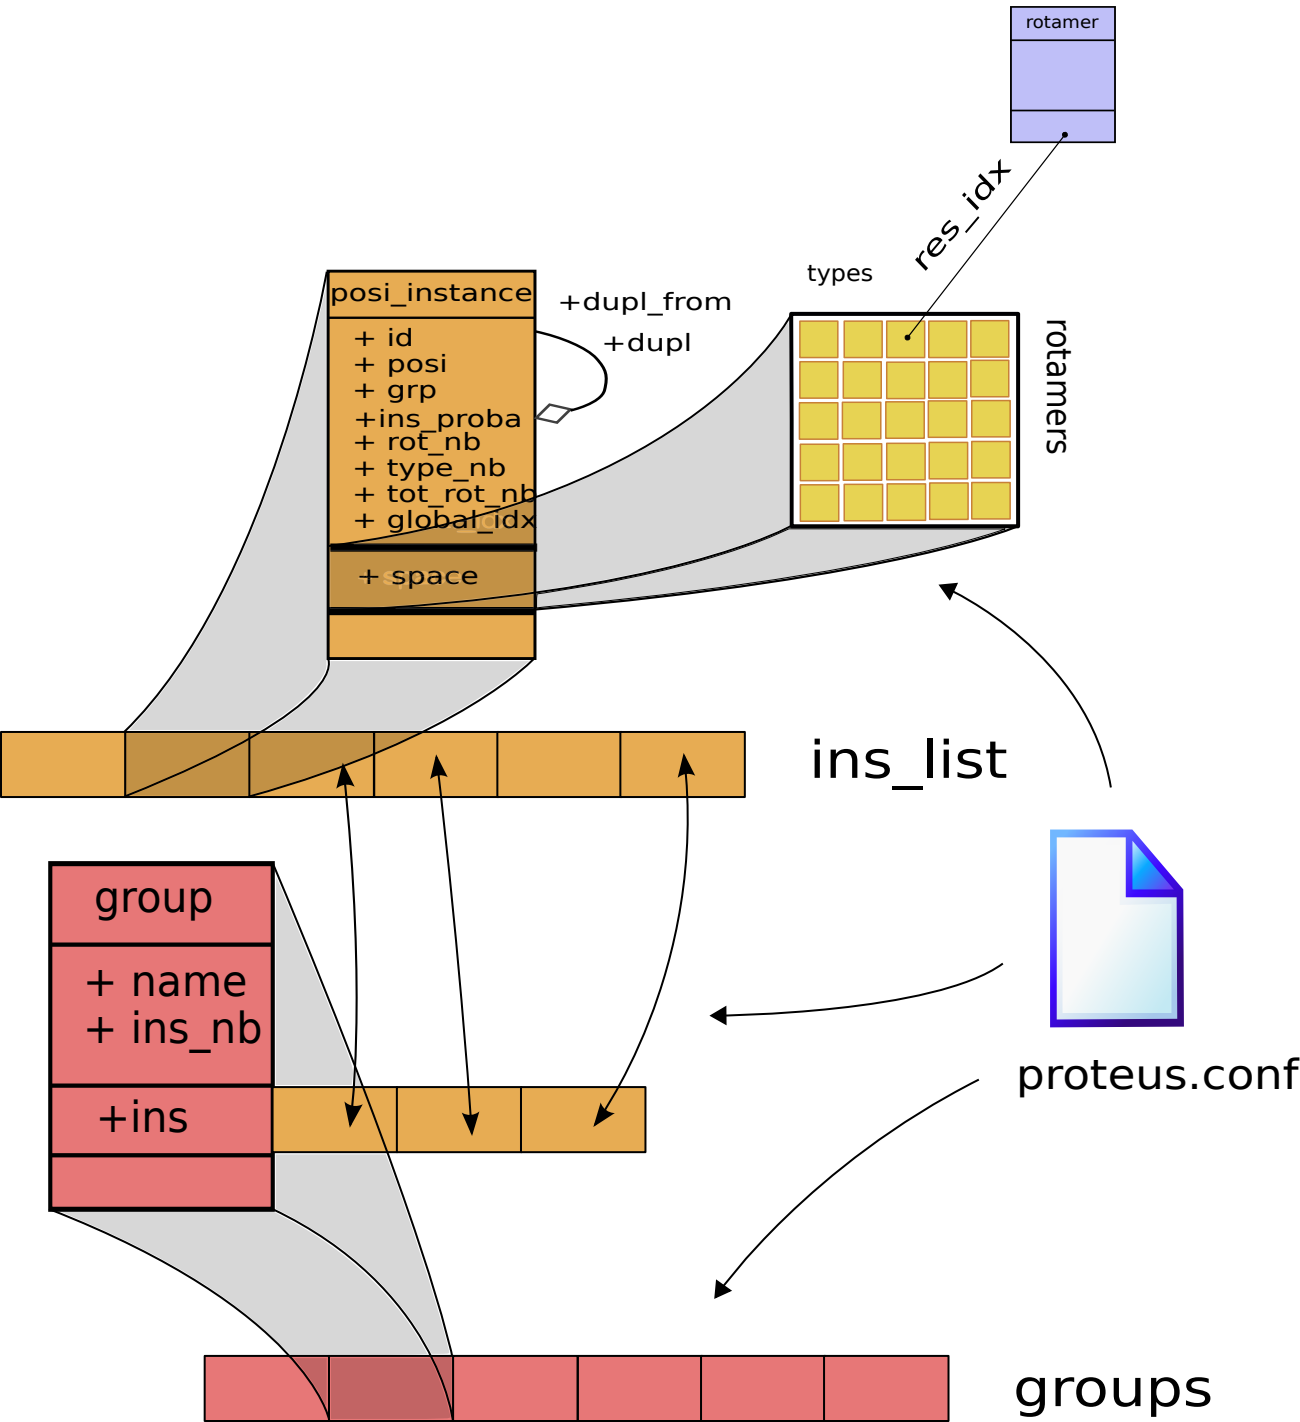 rotamer
res_idx
types
rotamers
posi_instance
+ id
+ posi
+ grp
+ins_proba
+ rot_nb
+ type_nb
+ tot_rot_nb
+ global_idx
+ space
+dupl_from
+dupl
ins_list
group
+ name
+ ins_nb
+ins
proteus.conf
groups